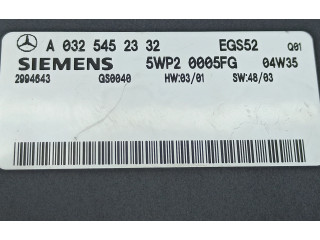 A 032 545 23 32 EGS52 Q01
SIEMENS 5WP2 0005FG 04W35
2994643 GS0040 HW:03/01 SW:48/03